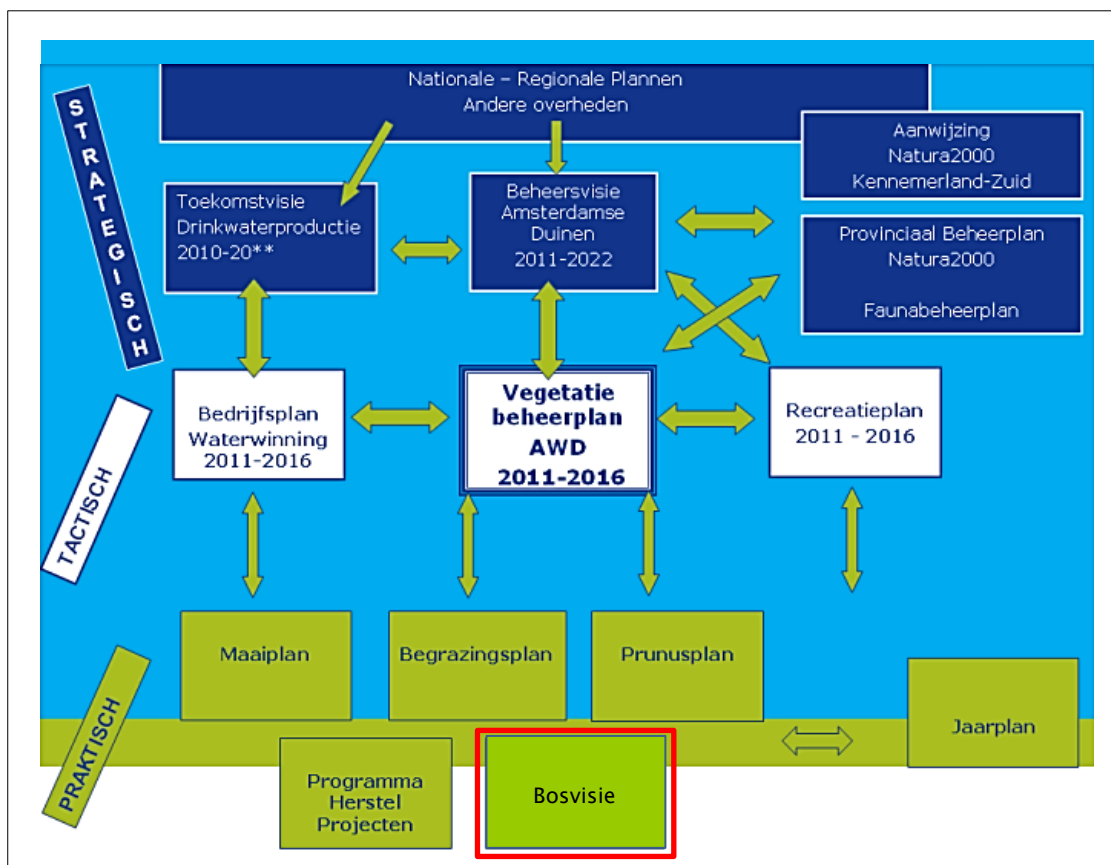 Nationale – Regionale Plannen
Andere overheden
STRATEGISCH
Aanwijzing
Natura2000
Kennemerland-Zuid
Toekomstvisie
Drinkwaterproductie
2010-20**
Beheersvisie
Amsterdamse
Duinen
2011-2022
Provinciaal Beheerplan
Natura2000
Faunabeheerplan
TACTISCH
Bedrijfsplan
Waterwinning
2011-2016
Vegetatie
beheerplan
AWD
2011-2016
Recreatieplan
2011 - 2016
PRAKTISCH
Maaiplan
Begrazingsplan
Prunusplan
Jaarplan
Programma
Herstel
Projecten
Bosvisie